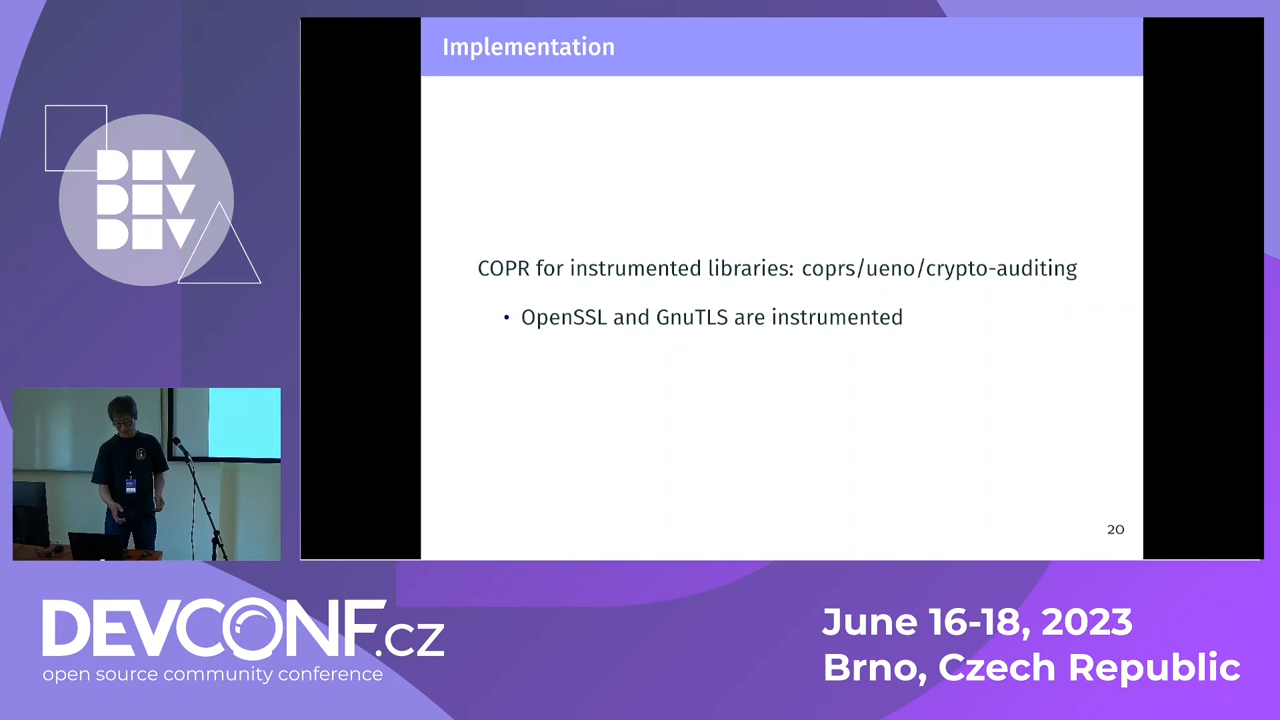 Implementation
COPR for instrumented libraries: coprs/ueno/crypto-auditing
• OpenSSL and GnuTLS are instrumented
20
DEV
DEV
DEV
DEVCONF.cz
open source community conference
June 16-18, 2023
Brno, Czech Republic